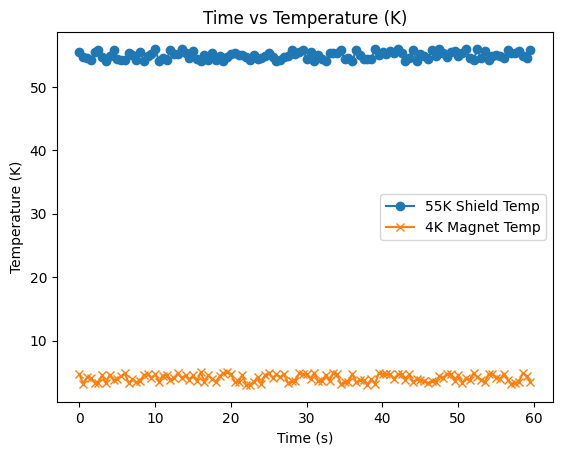 Time vs Temperature (K)
Temperature (K)
50
40
30
20
10
55K Shield Temp
4K Magnet Temp
0 10 20 30 40 50 60
Time (s)